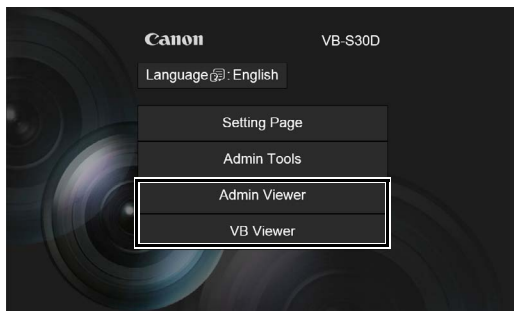 Canon VB-S30D
Language: English
Setting Page
Admin Tools
Admin Viewer
VB Viewer